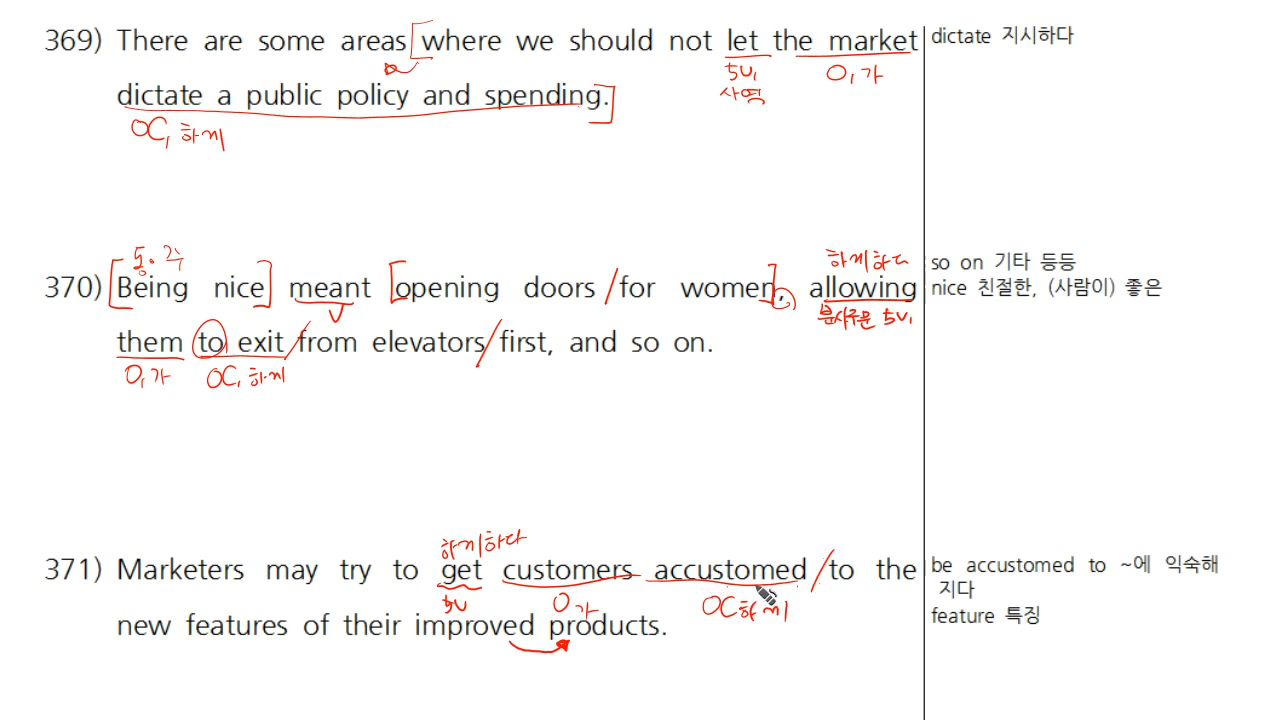 369) There are some areas [where we should not let the market
dictate 지시하다
5V, 사역
O, 가
dictate a public policy and spending.]
OC, 하게
동. 주
하게하다
so on 기타 등등
370) [Being nice] meant [opening doors / for women], allowing
nice 친절한, (사람이) 좋은
V
분사구문 5V,
them to exit / from elevators / first, and so on.
O, 가
OC, 하게
하게하다
371) Marketers may try to get customers accustomed / to the
be accustomed to ~에 익숙해
지다
5V
O 가
OC 하게
new features of their improved products.
feature 특징